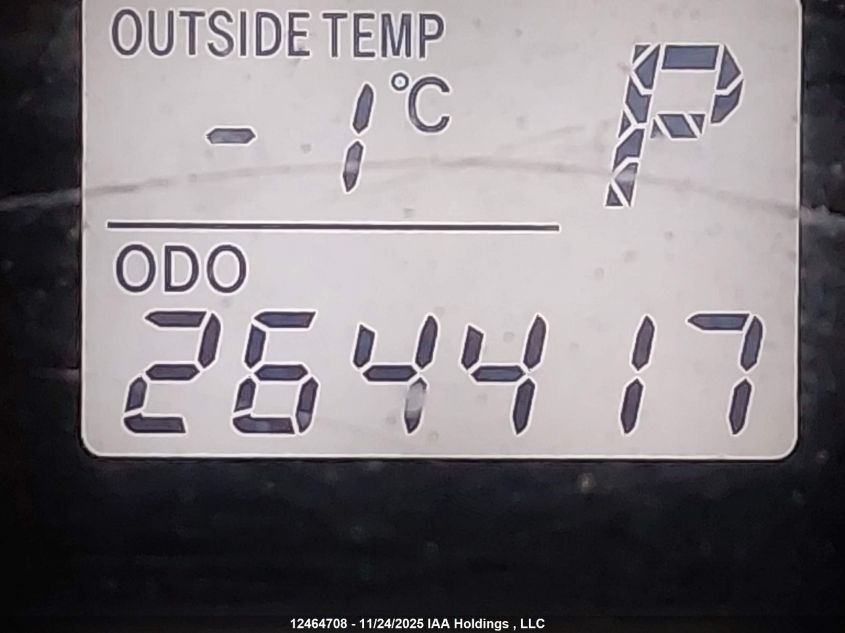 OUTSIDE TEMP
-1°C P
ODO
264417
12464708 - 11/24/2025 IAA Holdings , LLC